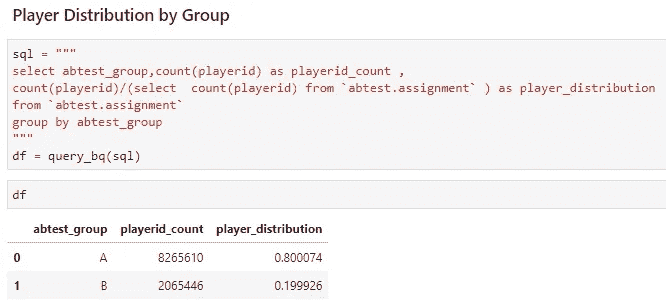 Player Distribution by Group
sql = """
select abtest_group,count(playerid) as playerid_count ,
count(playerid)/(select  count(playerid) from `abtest.assignment` ) as player_distribution
from `abtest.assignment`
group by abtest_group
"""
df = query_bq(sql)
df
abtest_group playerid_count player_distribution
0 A 8265610 0.800074
1 B 2065446 0.199926